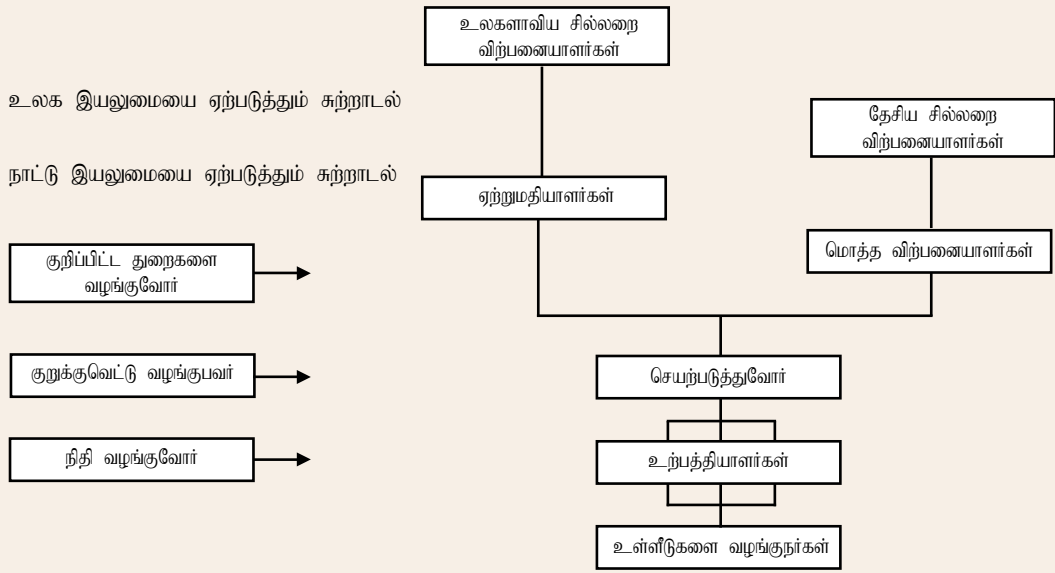 உலகளாவிய சில்லறை
விற்பனையாளர்கள்
உலக இயலுமையை ஏற்படுத்தும் சுற்றாடல்
தேசிய சில்லறை
விற்பனையாளர்கள்
நாட்டு இயலுமையை ஏற்படுத்தும் சுற்றாடல்
ஏற்றுமதியாளர்கள்
குறிப்பிட்ட துறைகளை
வழங்குவோர்
மொத்த விற்பனையாளர்கள்
குறுக்குவெட்டு வழங்குபவர்
செயற்படுத்துவோர்
நிதி வழங்குவோர்
உற்பத்தியாளர்கள்
உள்ளீடுகளை வழங்குநர்கள்